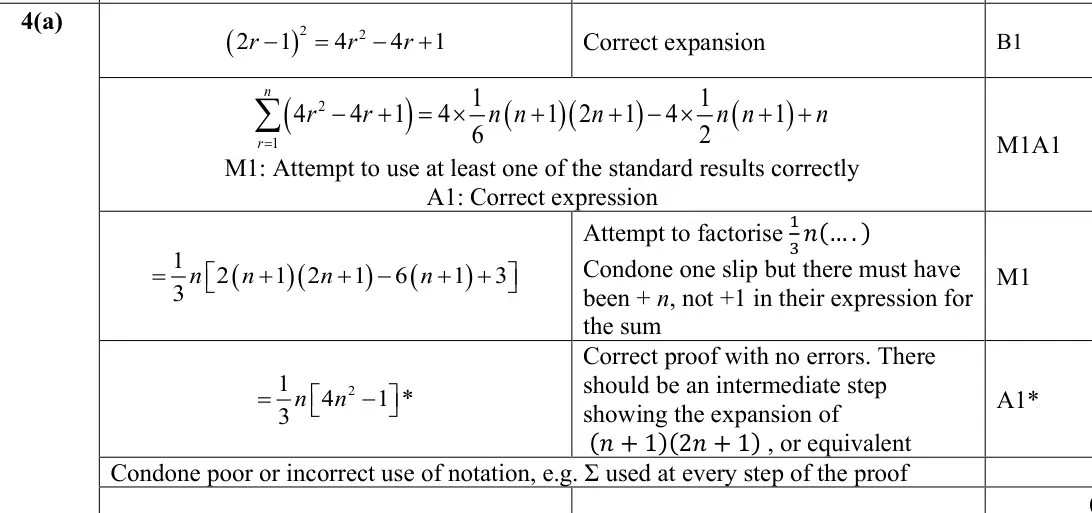 4(a)
(2r − 1)² = 4r² − 4r + 1
Correct expansion
B1
∑_{r=1}^{n} (4r² − 4r + 1) = 4 × 1/6 n(n + 1)(2n + 1) − 4 × 1/2 n(n + 1) + n
M1: Attempt to use at least one of the standard results correctly
A1: Correct expression
M1A1
= 1/3 n[2(n + 1)(2n + 1) − 6(n + 1) + 3]
Attempt to factorise 1/3 n(… . )
Condone one slip but there must have
been + n, not +1 in their expression for
the sum
M1
= 1/3 n[4n² − 1]*
Correct proof with no errors. There
should be an intermediate step
showing the expansion of
(n + 1)(2n + 1) , or equivalent
A1*
Condone poor or incorrect use of notation, e.g. Σ used at every step of the proof